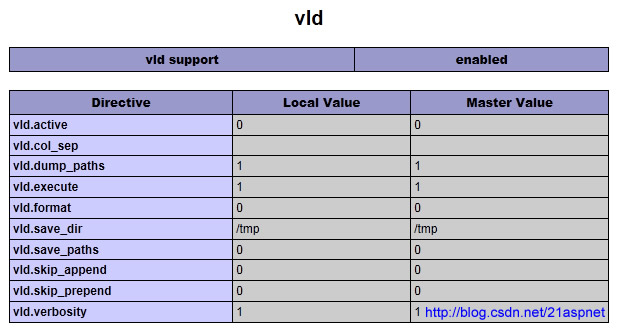 vld
vld support enabled
Directive Local Value Master Value
vld.active 0 0
vld.col_sep
vld.dump_paths 1 1
vld.execute 1 1
vld.format 0 0
vld.save_dir /tmp /tmp
vld.save_paths 0 0
vld.skip_append 0 0
vld.skip_prepend 0 0
vld.verbosity 1 1 http://blog.csdn.net/21aspnet